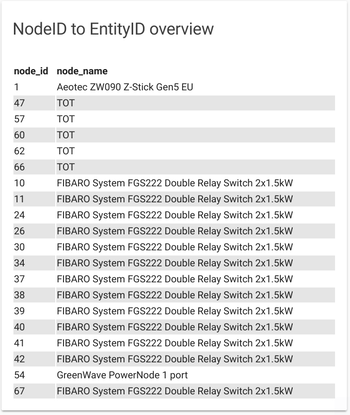 NodeID to EntityID overview
node_id node_name
1 Aeotec ZW090 Z-Stick Gen5 EU
47 TOT
57 TOT
60 TOT
62 TOT
66 TOT
10 FIBARO System FGS222 Double Relay Switch 2x1.5kW
11 FIBARO System FGS222 Double Relay Switch 2x1.5kW
24 FIBARO System FGS222 Double Relay Switch 2x1.5kW
26 FIBARO System FGS222 Double Relay Switch 2x1.5kW
30 FIBARO System FGS222 Double Relay Switch 2x1.5kW
34 FIBARO System FGS222 Double Relay Switch 2x1.5kW
37 FIBARO System FGS222 Double Relay Switch 2x1.5kW
38 FIBARO System FGS222 Double Relay Switch 2x1.5kW
39 FIBARO System FGS222 Double Relay Switch 2x1.5kW
40 FIBARO System FGS222 Double Relay Switch 2x1.5kW
41 FIBARO System FGS222 Double Relay Switch 2x1.5kW
42 FIBARO System FGS222 Double Relay Switch 2x1.5kW
54 GreenWave PowerNode 1 port
67 FIBARO System FGS222 Double Relay Switch 2x1.5kW